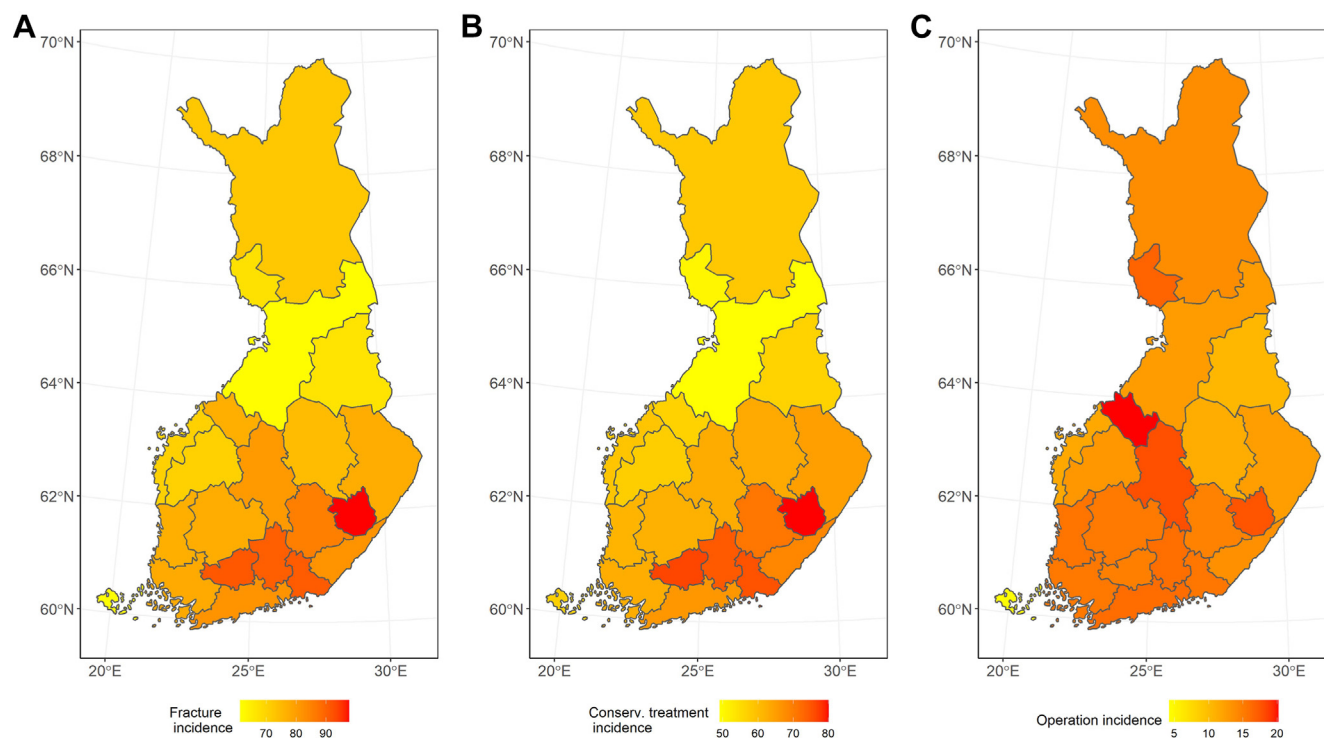 A
B
C
70°N
68°N
66°N
64°N
62°N
60°N
20°E
25°E
30°E
70°N
68°N
66°N
64°N
62°N
60°N
20°E
25°E
30°E
70°N
68°N
66°N
64°N
62°N
60°N
20°E
25°E
30°E
Fracture
incidence
70 80 90
Conserv. treatment
incidence
50 60 70 80
Operation incidence
5 10 15 20